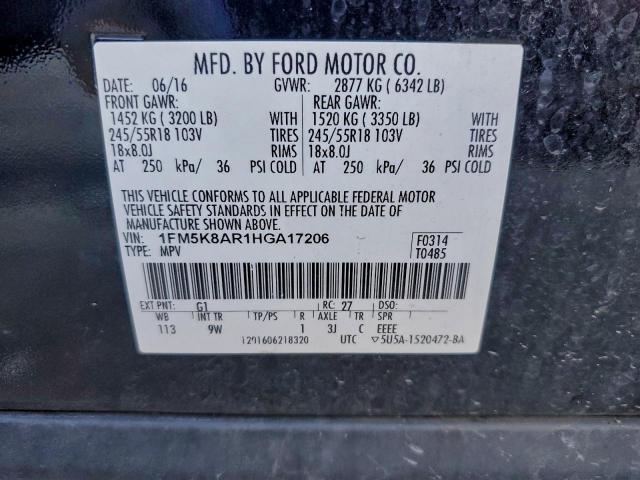 MFD. BY FORD MOTOR CO.
DATE: 06/16 GVWR: 2877 KG ( 6342 LB)
FRONT GAWR: REAR GAWR:
1452 KG ( 3200 LB) 1520 KG ( 3350 LB)
245/55R18 103V TIRES 245/55R18 103V TIRES
18x8.0J RIMS 18x8.0J RIMS
AT 250 kPa/ 36 PSI COLD AT 250 kPa/ 36 PSI COLD
THIS VEHICLE CONFORMS TO ALL APPLICABLE FEDERAL MOTOR
VEHICLE SAFETY STANDARDS IN EFFECT ON THE DATE OF
MANUFACTURE SHOWN ABOVE.
VIN: 1FM5K8AR1HGA17206 F0314
TYPE: MPV T0485
EXT PNT: G1 RC: 27 DSO:
WB INT TR TP/PS R AXLE TR SPR
113 9W 1 3J C EEEE
1201606218320 UTC ▽5U5A-1520472-BA